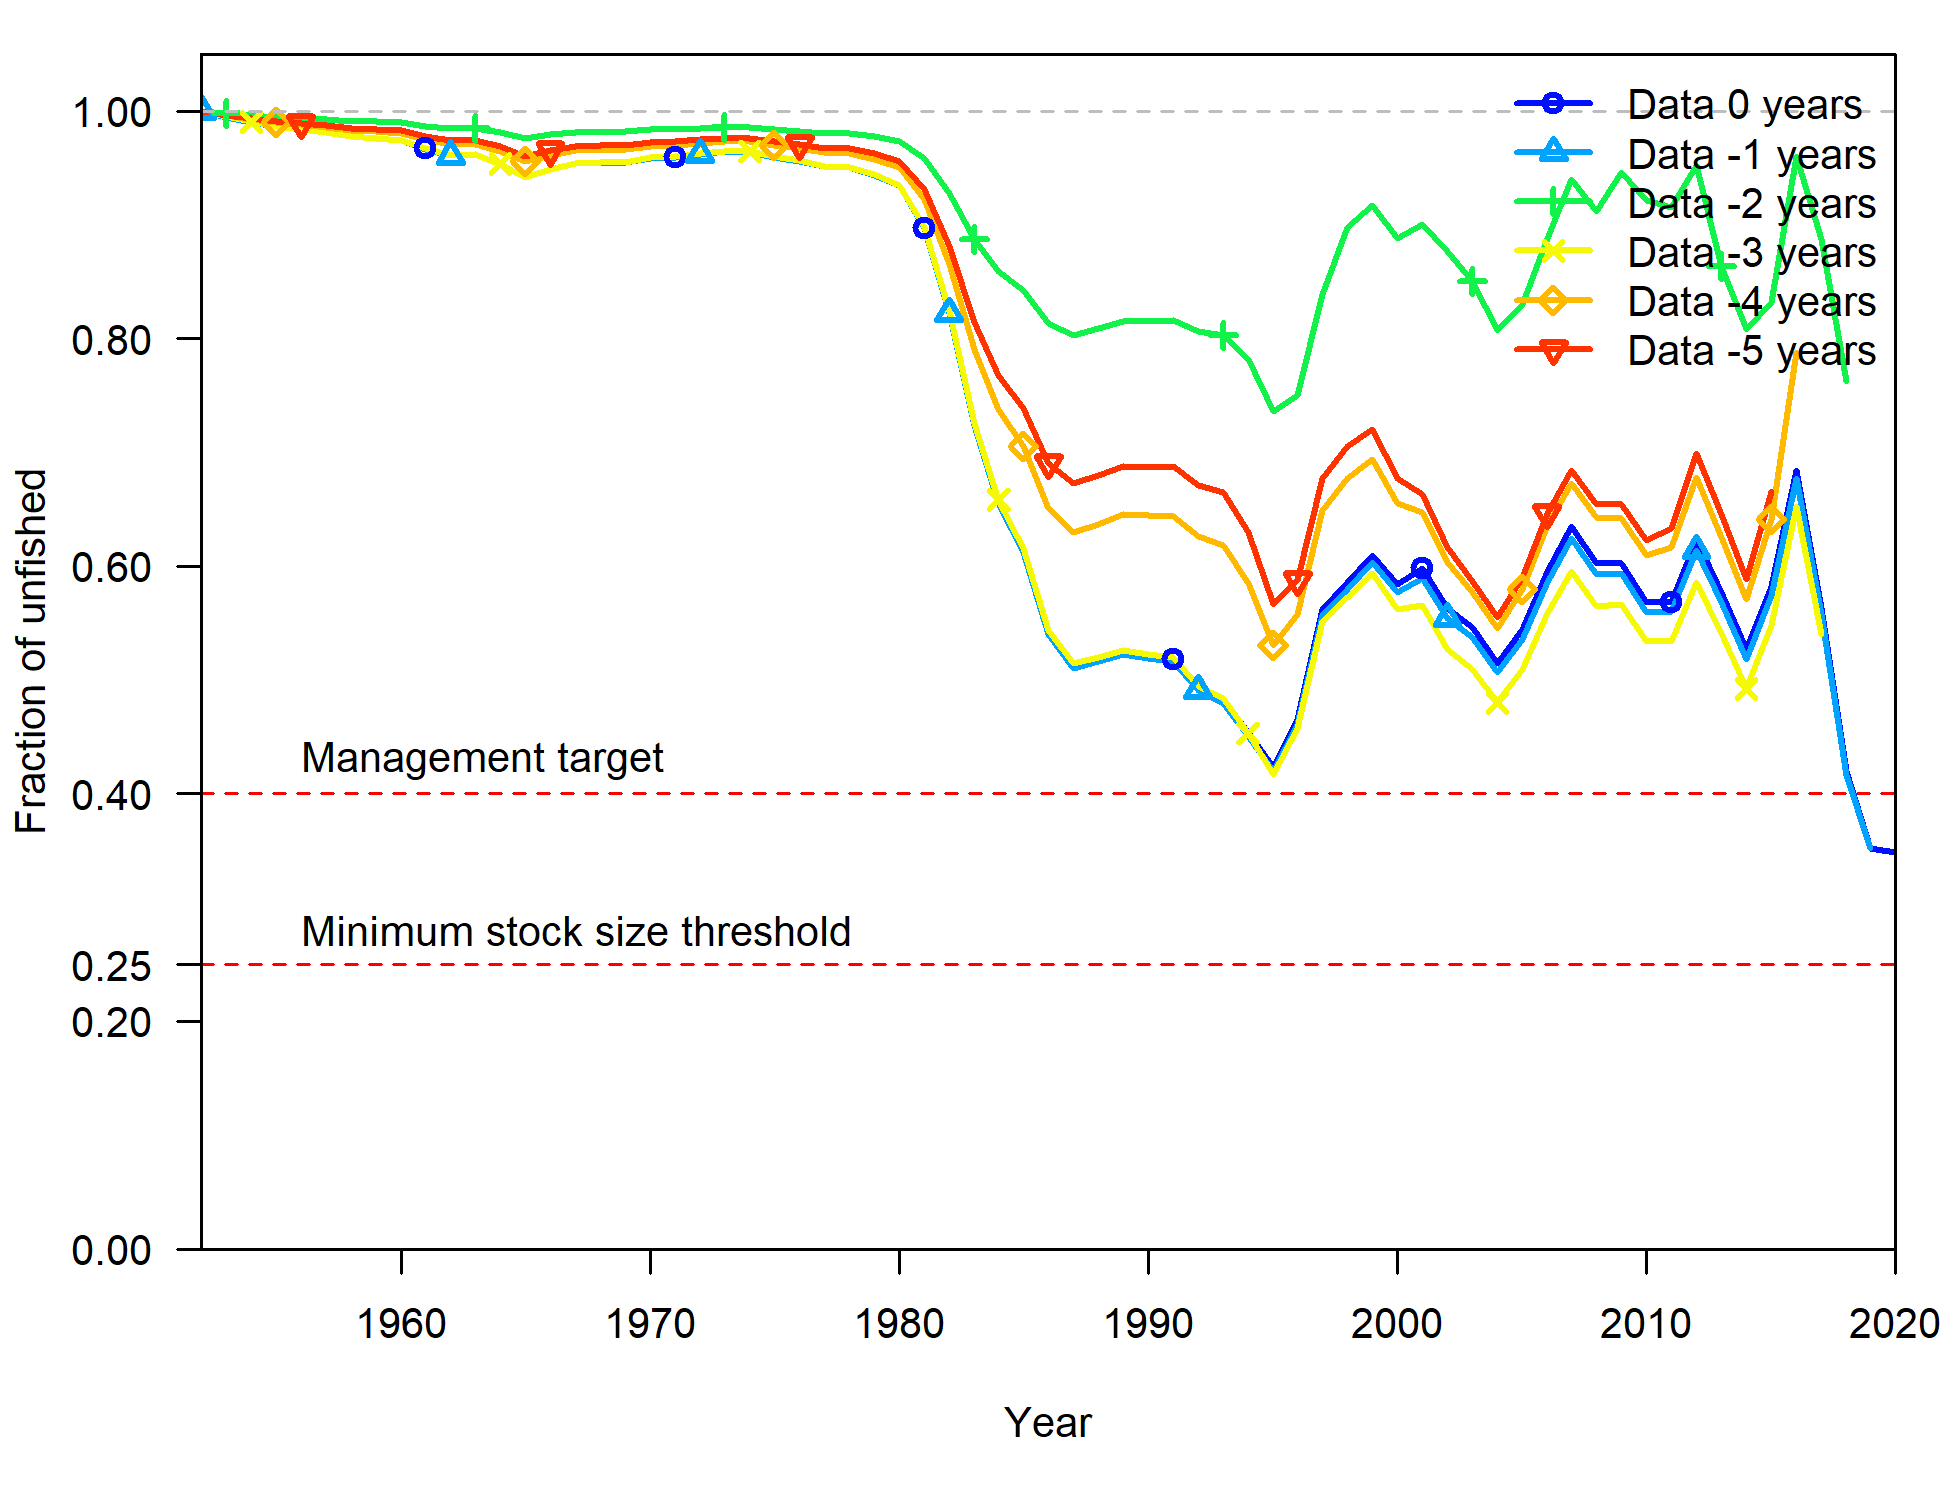 1.00
0.80
0.60
0.40
0.25
0.20
0.00
Fraction of unfished
Data 0 years
Data -1 years
Data -2 years
Data -3 years
Data -4 years
Data -5 years
Management target
Minimum stock size threshold
1960 1970 1980 1990 2000 2010 2020
Year